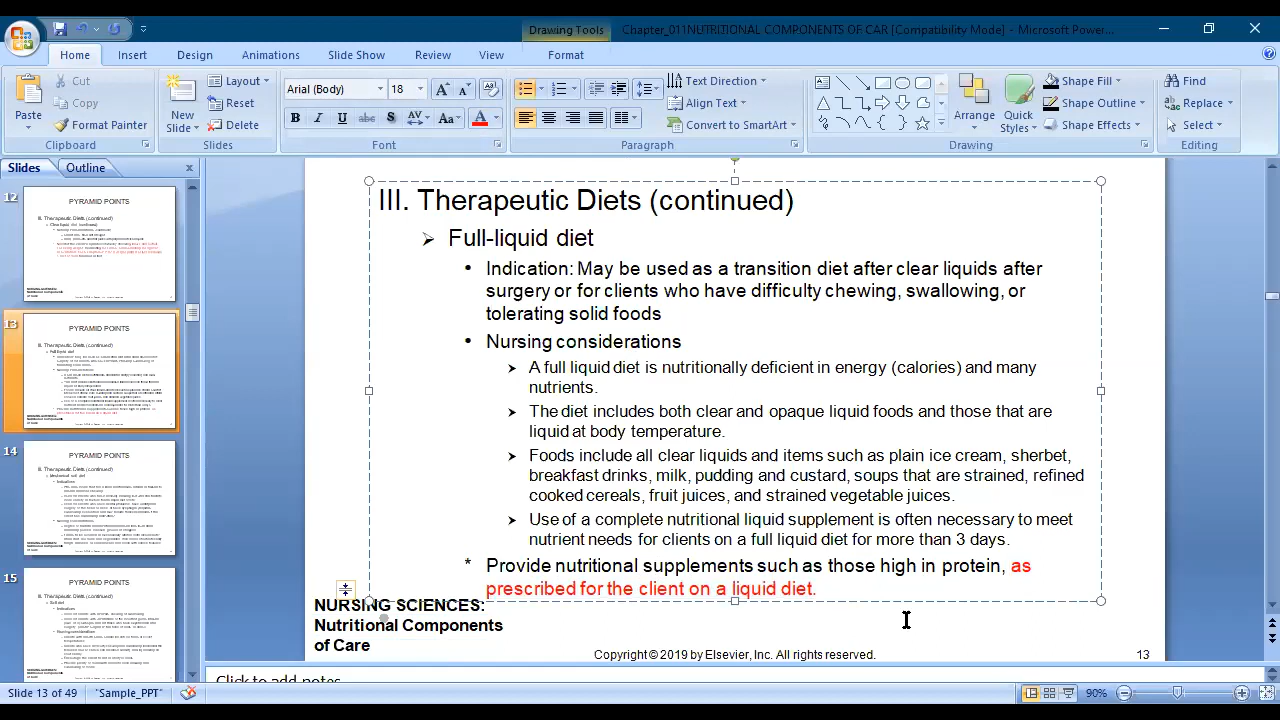 Drawing Tools
Chapter_011NUTRITIONAL COMPONENTS OF CAR [Compatibility Mode] - Microsoft Power...
Home Insert Design Animations Slide Show Review View Format
Paste
Cut
Copy
Format Painter
Clipboard
New
Slide
Layout
Reset
Delete
Slides
Arial (Body) 18
B I U abc S AV Aa A
Font
Text Direction
Align Text
Convert to SmartArt
Paragraph
Arrange
Quick
Styles
Shape Fill
Shape Outline
Shape Effects
Drawing
Find
Replace
Select
Editing
Slides Outline
12
PYRAMID POINTS
13
PYRAMID POINTS
14
PYRAMID POINTS
15
PYRAMID POINTS
III. Therapeutic Diets (continued)
Full-liquid diet
Indication: May be used as a transition diet after clear liquids after
surgery or for clients who have difficulty chewing, swallowing, or
tolerating solid foods
Nursing considerations
A full liquid diet is nutritionally deficient in energy (calories) and many
nutrients.
The diet includes both clear and opaque liquid foods and those that are
liquid at body temperature.
Foods include all clear liquids and items such as plain ice cream, sherbet,
breakfast drinks, milk, pudding and custard, soups that are strained, refined
cooked cereals, fruit juices, and strained vegetable juices.
Use of a complete nutritional liquid supplement is often necessary to meet
nutrient needs for clients on a full liquid diet for more than 3 days.
* Provide nutritional supplements such as those high in protein, as
prescribed for the client on a liquid diet.
NURSING SCIENCES:
Nutritional Components
of Care
Copyright © 2019 by Elsevier, Inc. All rights reserved.
13
Click to add notes
Slide 13 of 49 "Sample_PPT" 90%